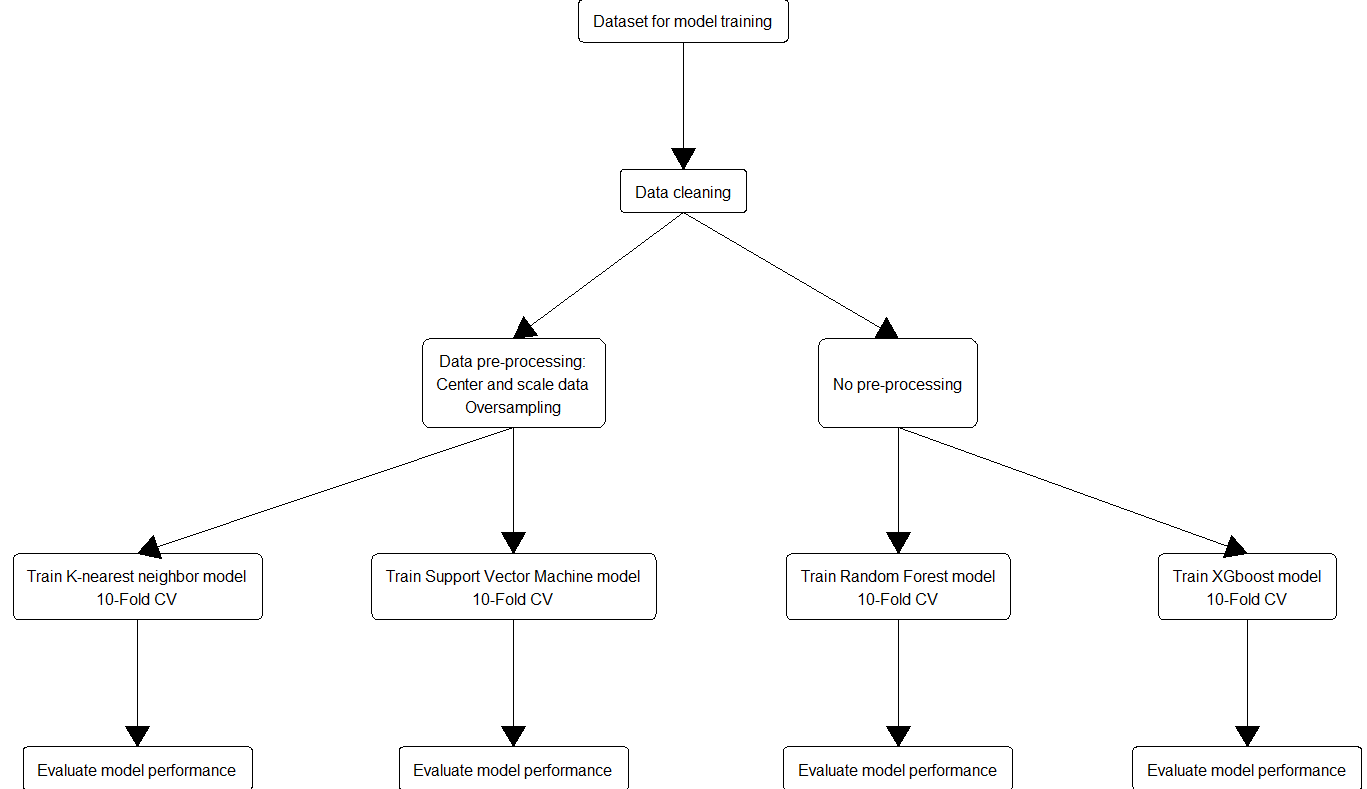 Dataset for model training
Data cleaning
Data pre-processing:
Center and scale data
Oversampling
No pre-processing
Train K-nearest neighbor model
10-Fold CV
Train Support Vector Machine model
10-Fold CV
Train Random Forest model
10-Fold CV
Train XGboost model
10-Fold CV
Evaluate model performance
Evaluate model performance
Evaluate model performance
Evaluate model performance